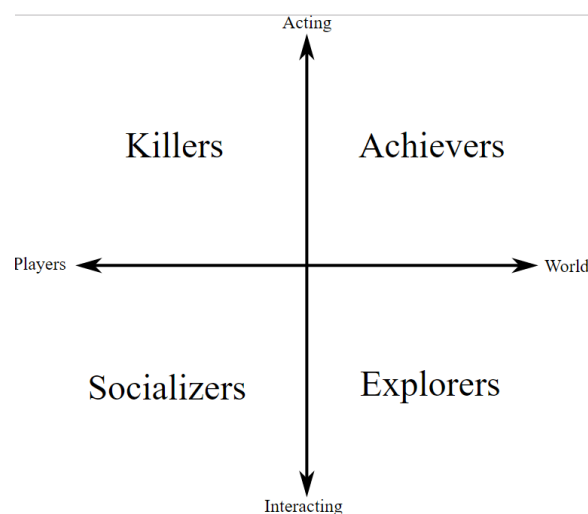 Acting
Killers
Achievers
Players
World
Socializers
Explorers
Interacting